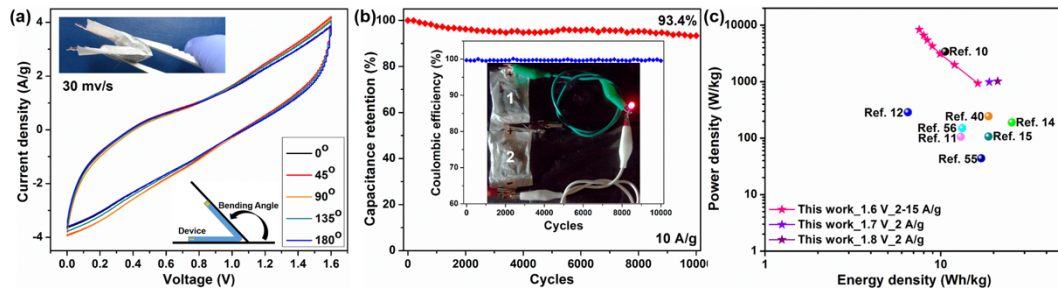 (a)
30 mv/s
Current density (A/g)
4
2
0
-2
-4
0.0 0.2 0.4 0.6 0.8 1.0 1.2 1.4 1.6
Voltage (V)
Bending Angle
Device
0°
45°
90°
135°
180°
(b)
93.4%
Capacitance retention (%)
100
80
60
40
20
0
0 2000 4000 6000 8000 10000
Cycles
10 A/g
Coulombic efficiency (%)
100
90
80
70
60
0 2000 4000 6000 8000 10000
Cycles
1
2
(c)
Power density (W/kg)
10000
1000
100
10
1
1 10
Energy density (Wh/kg)
Ref. 10
Ref. 12
Ref. 40
Ref. 14
Ref. 56
Ref. 11
Ref. 15
Ref. 55
This work_1.6 V_2-15 A/g
This work_1.7 V_2 A/g
This work_1.8 V_2 A/g